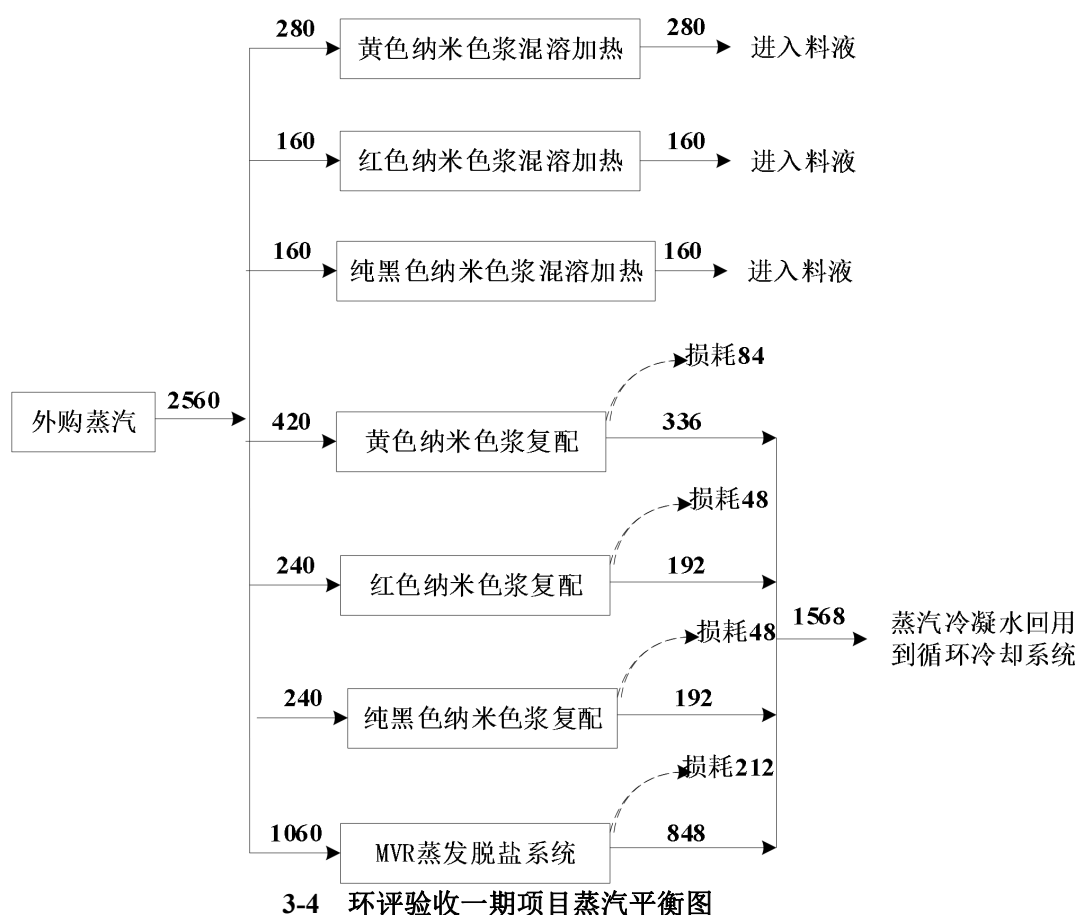 280
黄色纳米色浆混溶加热
280
进入料液
160
红色纳米色浆混溶加热
160
进入料液
160
纯黑色纳米色浆混溶加热
160
进入料液
外购蒸汽
2560
损耗84
420
黄色纳米色浆复配
336
损耗48
240
红色纳米色浆复配
192
损耗48
240
纯黑色纳米色浆复配
192
损耗212
1060
MVR蒸发脱盐系统
848
1568
蒸汽冷凝水回用
到循环冷却系统
3-4 环评验收一期项目蒸汽平衡图